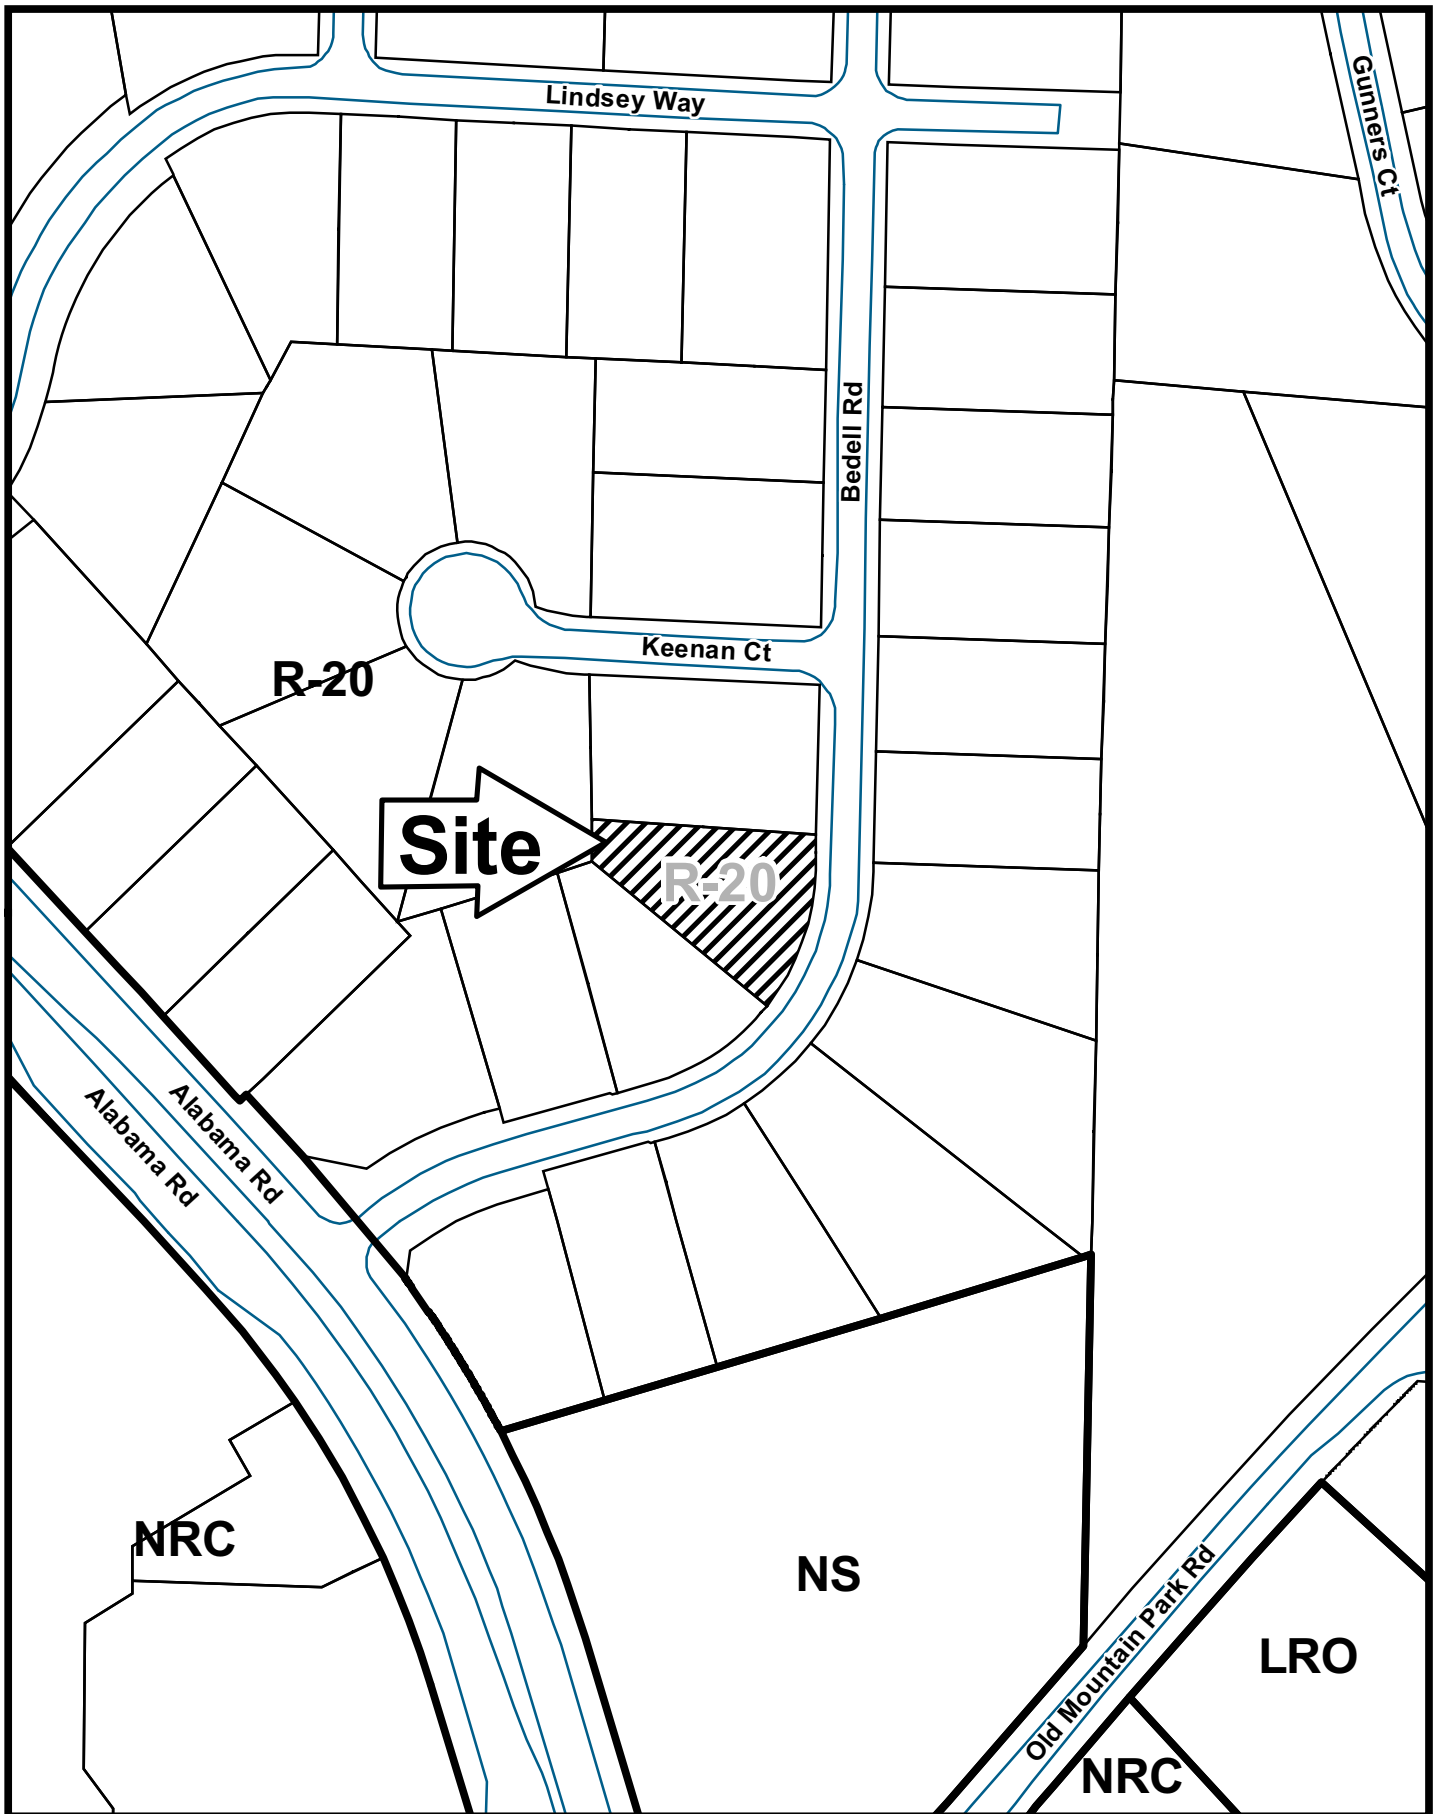 Lindsey Way
Gunners Ct
Bedell Rd
Keenan Ct
R-20
Site
R-20
Alabama Rd
Alabama Rd
NRC
NS
Old Mountain Park Rd
LRO
NRC